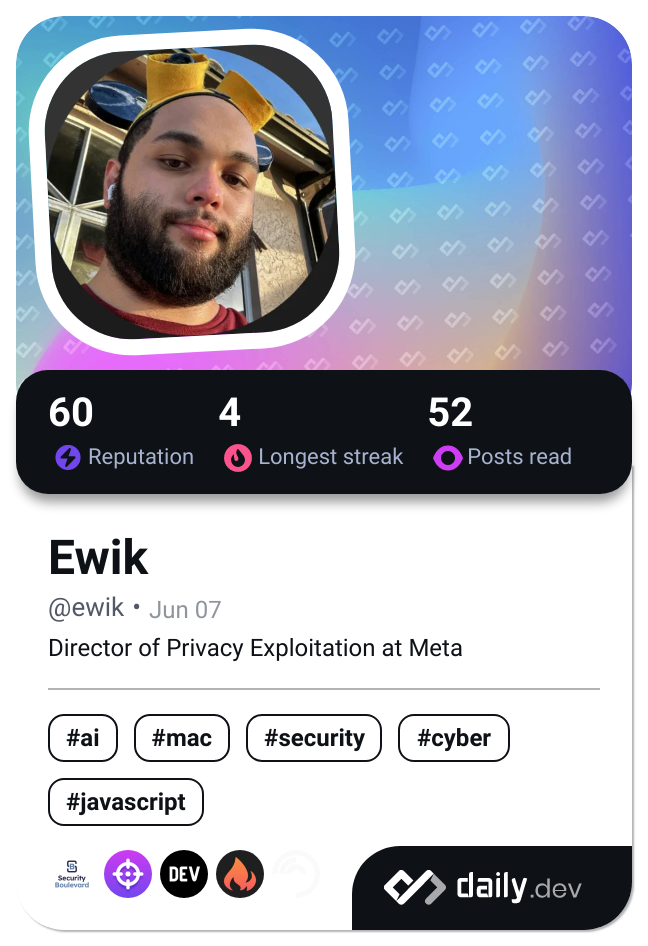 60 4 52
Reputation Longest streak Posts read
Ewik
@ewik • Jun 07
Director of Privacy Exploitation at Meta
#ai #mac #security #cyber
#javascript
Security
Boulevard
DEV
daily.dev